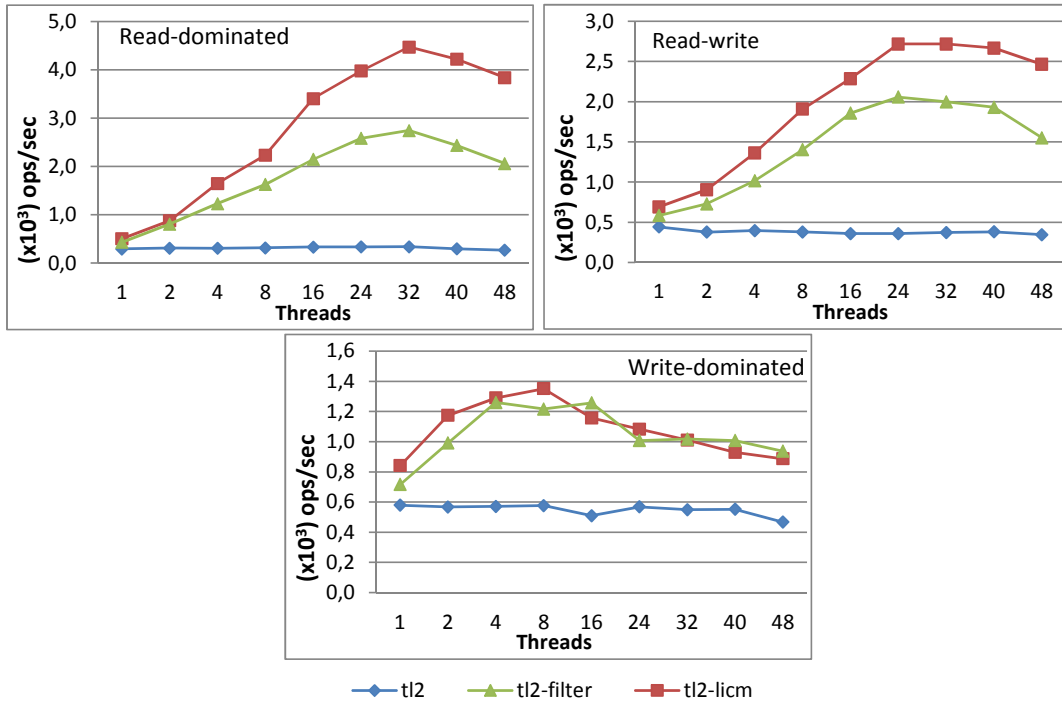 Read-dominated
(x10³) ops/sec
5,0
4,0
3,0
2,0
1,0
0,0
1 2 4 8 16 24 32 40 48
Threads
Read-write
(x10³) ops/sec
3,0
2,5
2,0
1,5
1,0
0,5
0,0
1 2 4 8 16 24 32 40 48
Threads
Write-dominated
(x10³) ops/sec
1,6
1,4
1,2
1,0
0,8
0,6
0,4
0,2
0,0
1 2 4 8 16 24 32 40 48
Threads
tl2 tl2-filter tl2-licm